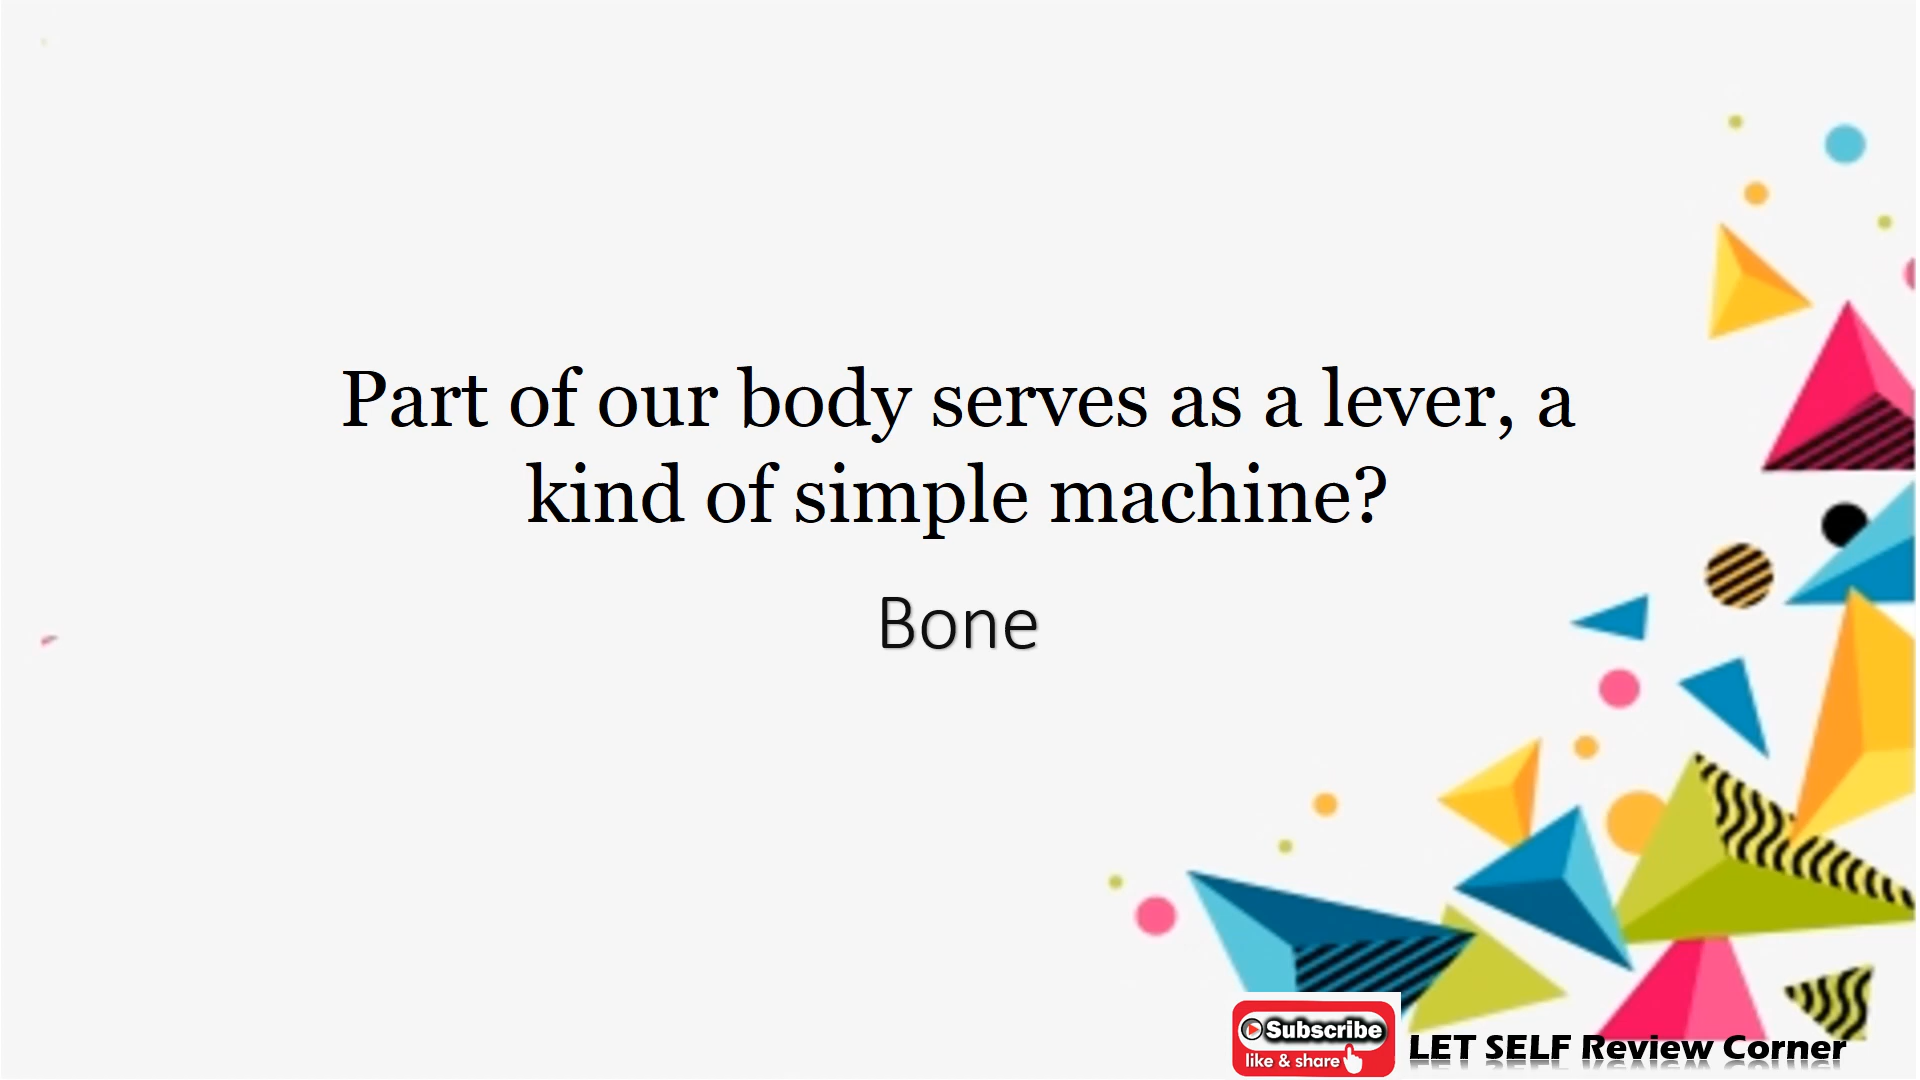 Part of our body serves as a lever, a
kind of simple machine?
Bone
Subscribe
like & share
LET SELF Review Corner